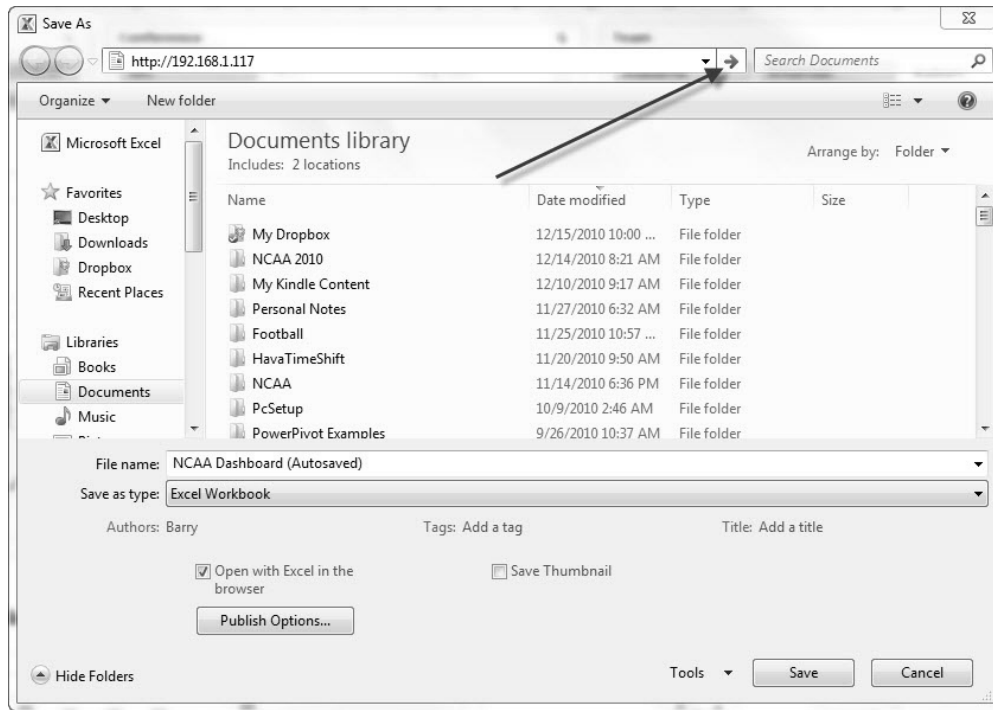 Save As
http://192.168.1.117
Search Documents
Organize
New folder
Microsoft Excel
Favorites
Desktop
Downloads
Dropbox
Recent Places
Libraries
Books
Documents
Music
Documents library
Includes: 2 locations
Arrange by: Folder
Name Date modified Type Size
My Dropbox 12/15/2010 10:00 ... File folder
NCAA 2010 12/14/2010 8:21 AM File folder
My Kindle Content 12/10/2010 9:17 AM File folder
Personal Notes 11/27/2010 6:32 AM File folder
Football 11/25/2010 10:57 ... File folder
HavaTimeShift 11/20/2010 9:50 AM File folder
NCAA 11/14/2010 6:36 PM File folder
PcSetup 10/9/2010 2:46 AM File folder
PowerPivot Examples 9/26/2010 10:37 AM File folder
File name: NCAA Dashboard (Autosaved)
Save as type: Excel Workbook
Authors: Barry Tags: Add a tag Title: Add a title
Open with Excel in the
browser
Save Thumbnail
Publish Options...
Hide Folders
Tools
Save
Cancel